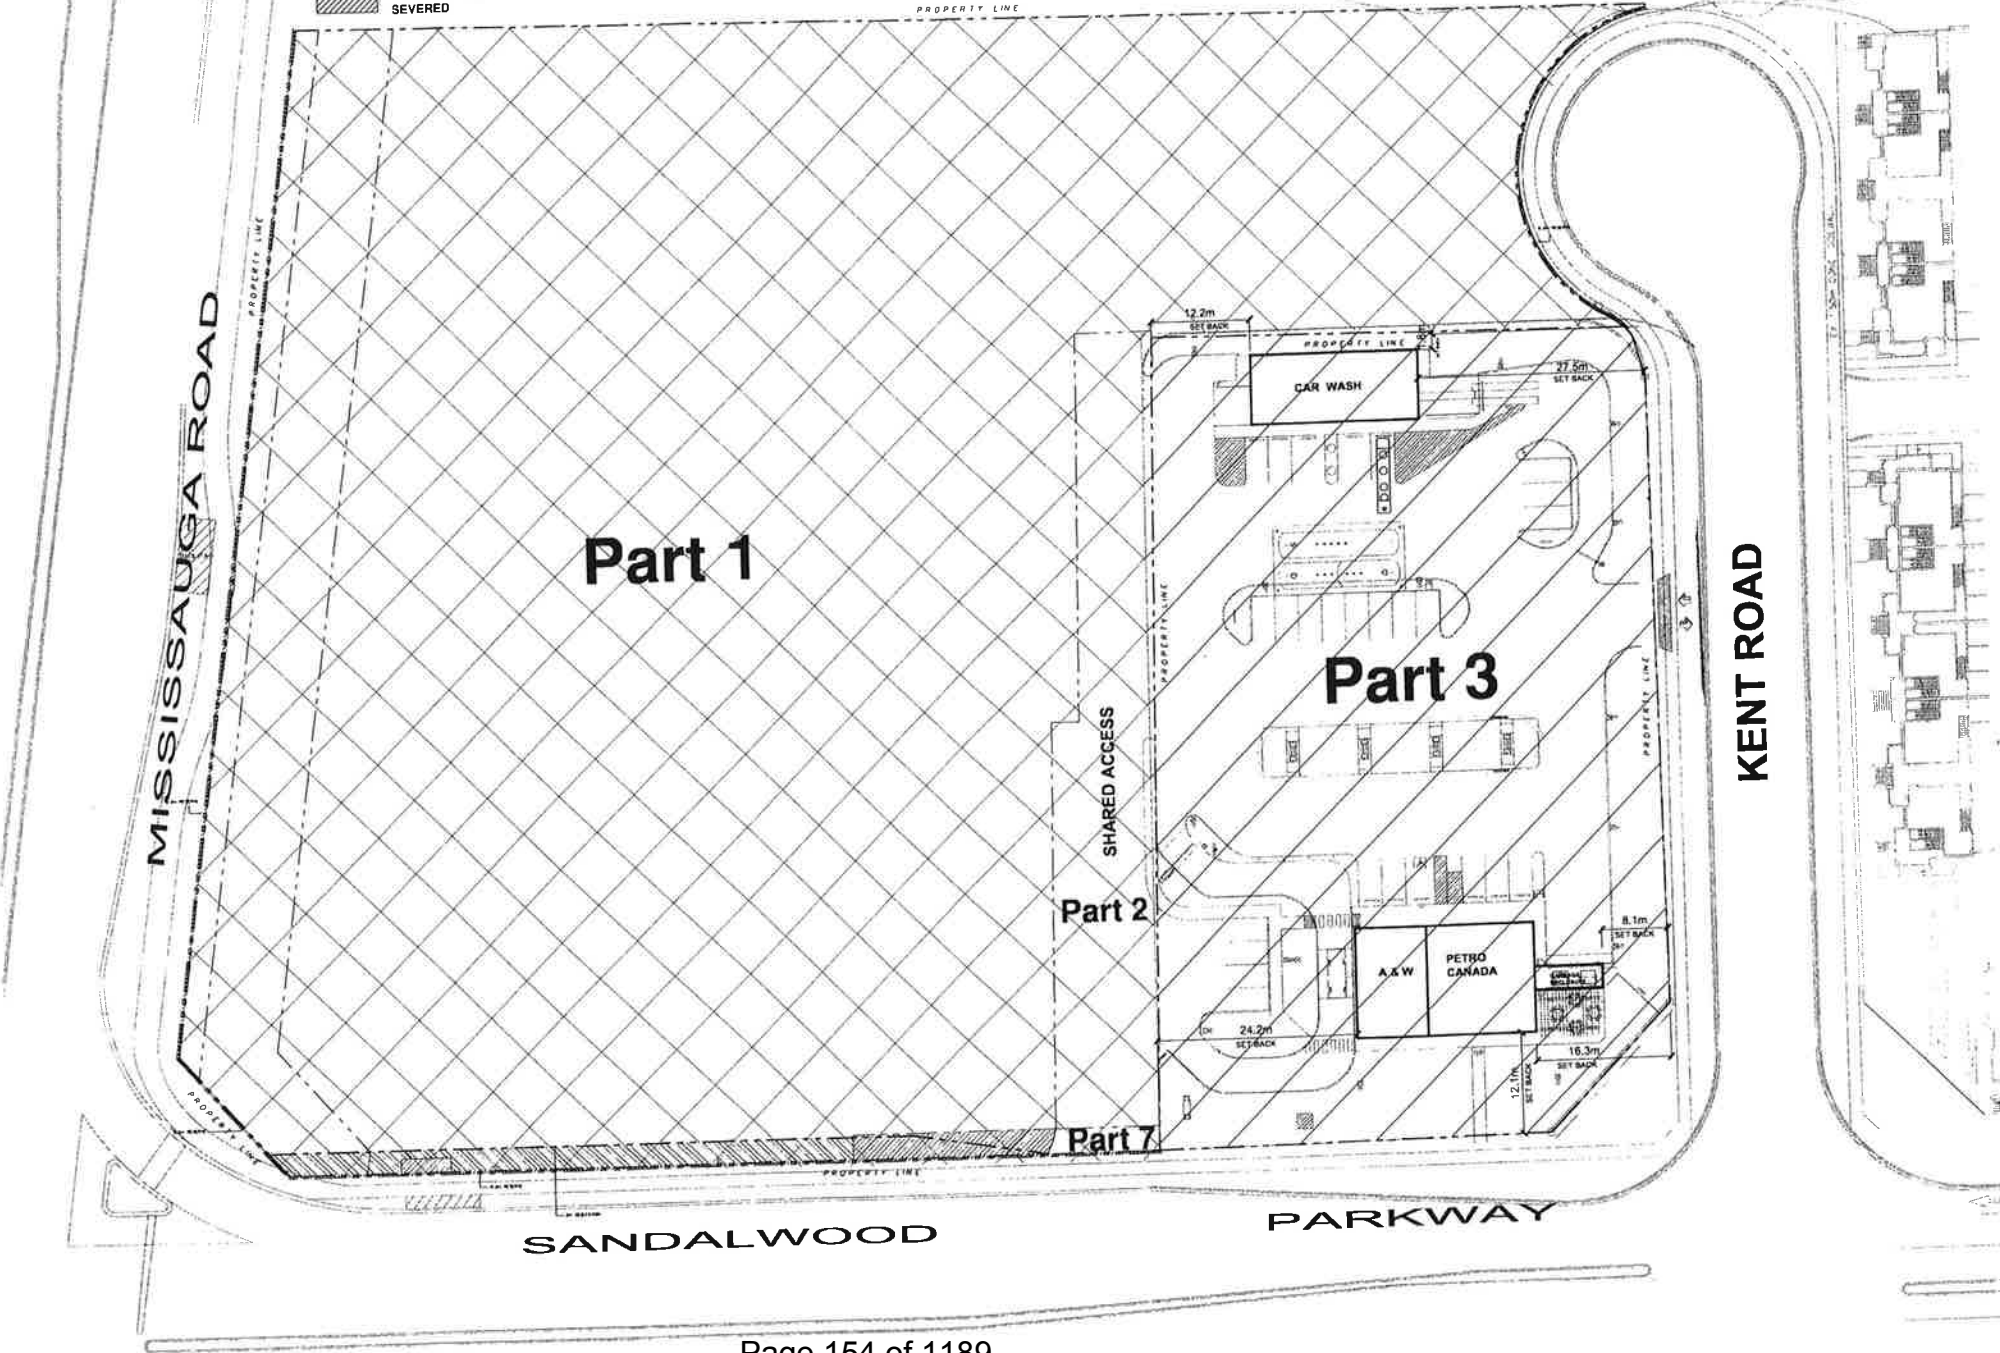 SEVERED
PROPERTY LINE
PROPERTY LINE
MISSISSAUGA ROAD
12.2m
SET BACK
PROPERTY LINE
CAR WASH
27.5m
SET BACK
Part 1
PROPERTY LINE
Part 3
KENT ROAD
PROPERTY LINE
SHARED ACCESS
Part 2
8.1m
SET BACK
A & W
PETRO
CANADA
24.2m
SET BACK
16.3m
SET BACK
12.1m
SET BACK
PROPERTY LINE
Part 7
PROPERTY LINE
SANDALWOOD PARKWAY
Page 154 of 1189